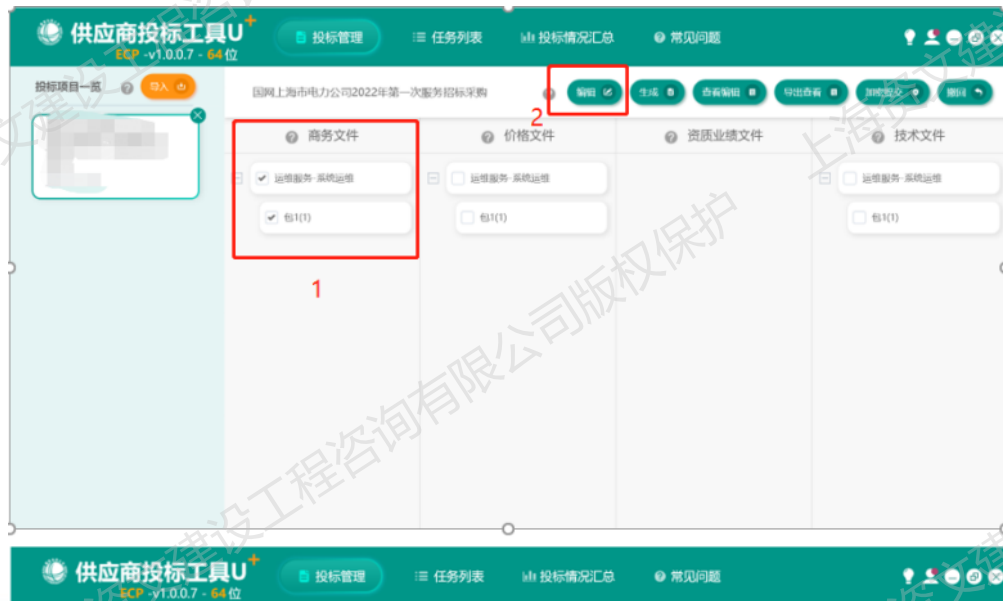 供应商投标工具U+
ECP -v1.0.0.7 - 64位
投标管理
任务列表
投标情况汇总
常见问题
投标项目一览
导入
国网上海市电力公司2022年第一次服务招标采购
编辑
生成
查看编辑
导出查看
加密提交
撤回
2
商务文件
价格文件
资质业绩文件
技术文件
运维服务-系统运维
运维服务-系统运维
运维服务-系统运维
包1(1)
包1(1)
包1(1)
1
上海资文建设工程咨询有限公司版权保护
供应商投标工具U+
ECP -v1.0.0.7 - 64位
投标管理
任务列表
投标情况汇总
常见问题